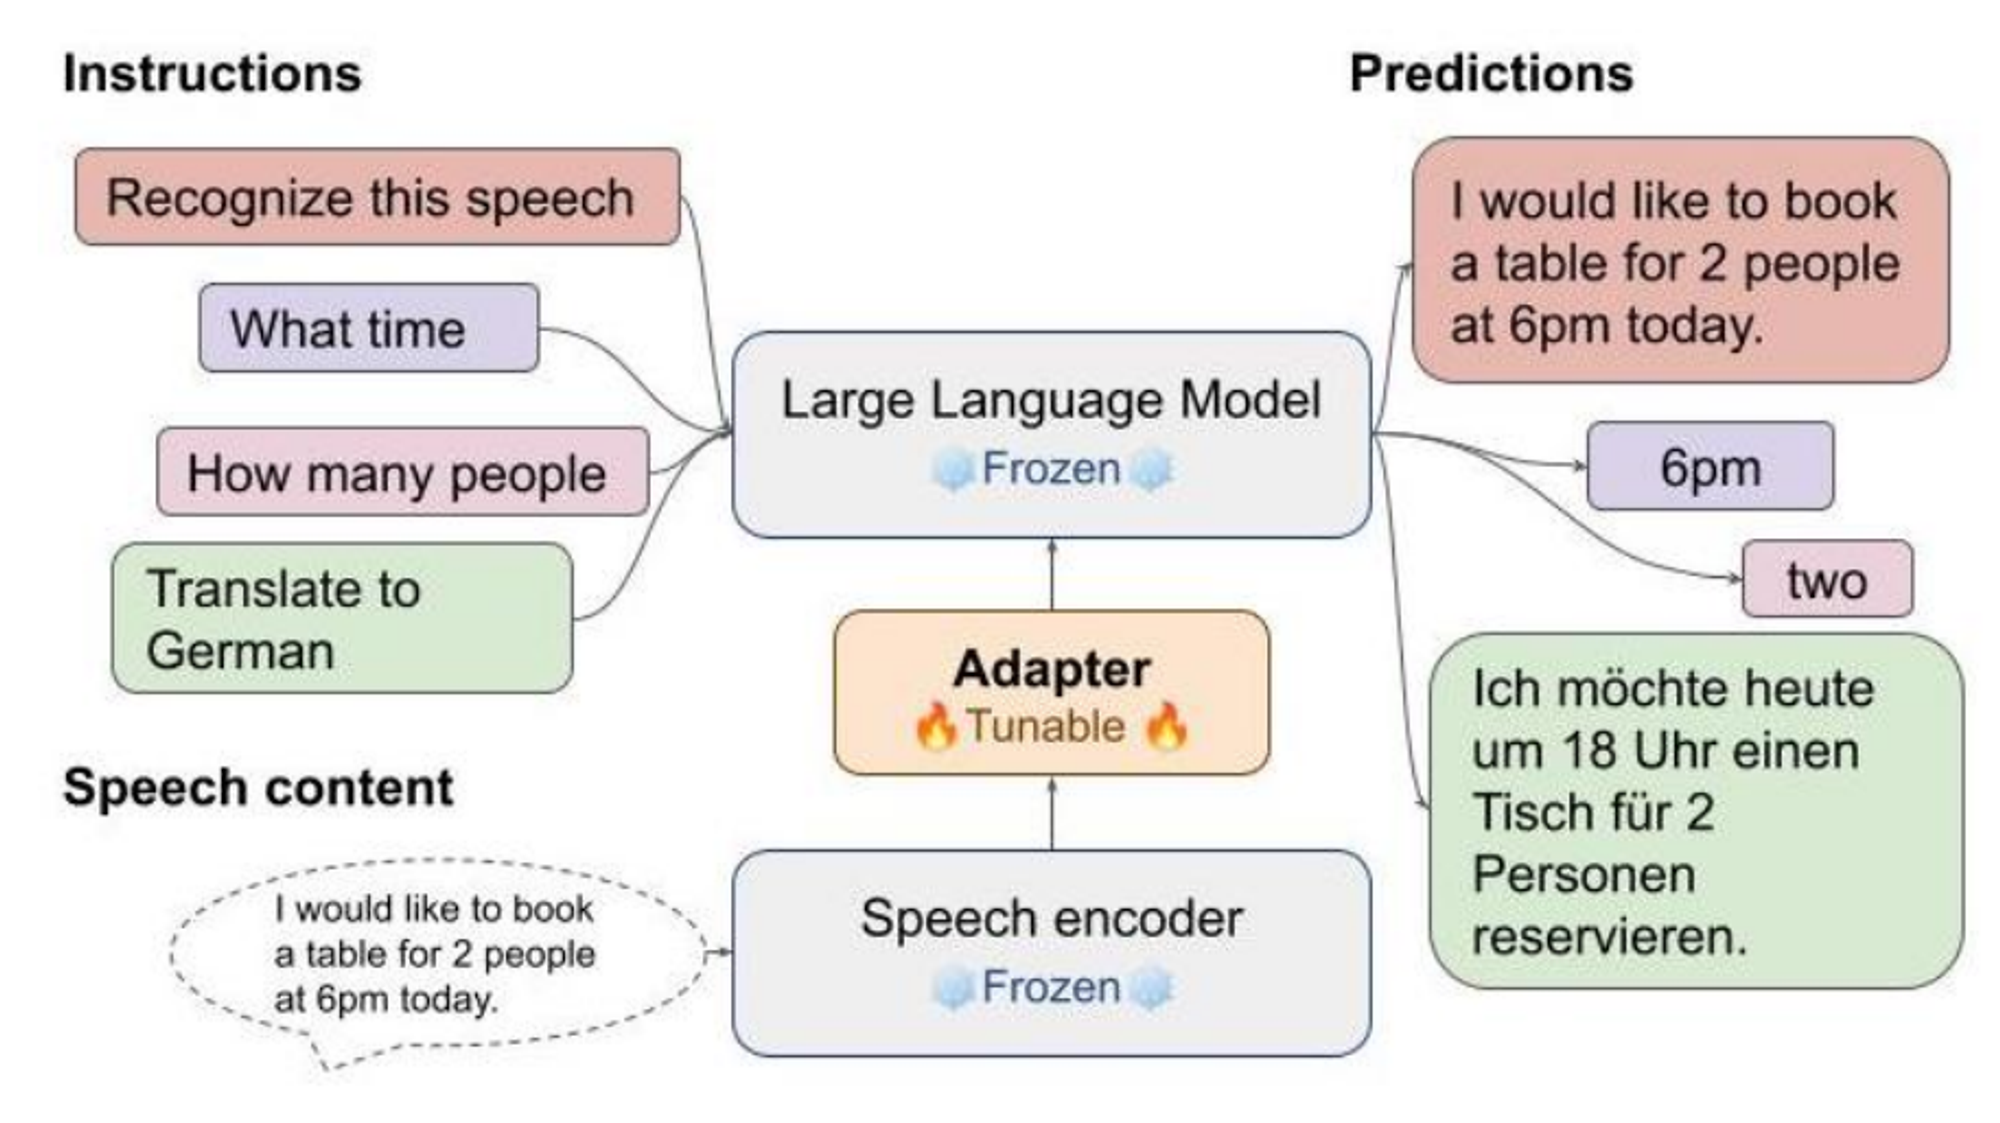 Instructions
Recognize this speech
What time
How many people
Translate to
German
Speech content
I would like to book
a table for 2 people
at 6pm today.
Large Language Model
Frozen
Adapter
Tunable
Speech encoder
Frozen
Predictions
I would like to book
a table for 2 people
at 6pm today.
6pm
two
Ich möchte heute
um 18 Uhr einen
Tisch für 2
Personen
reservieren.